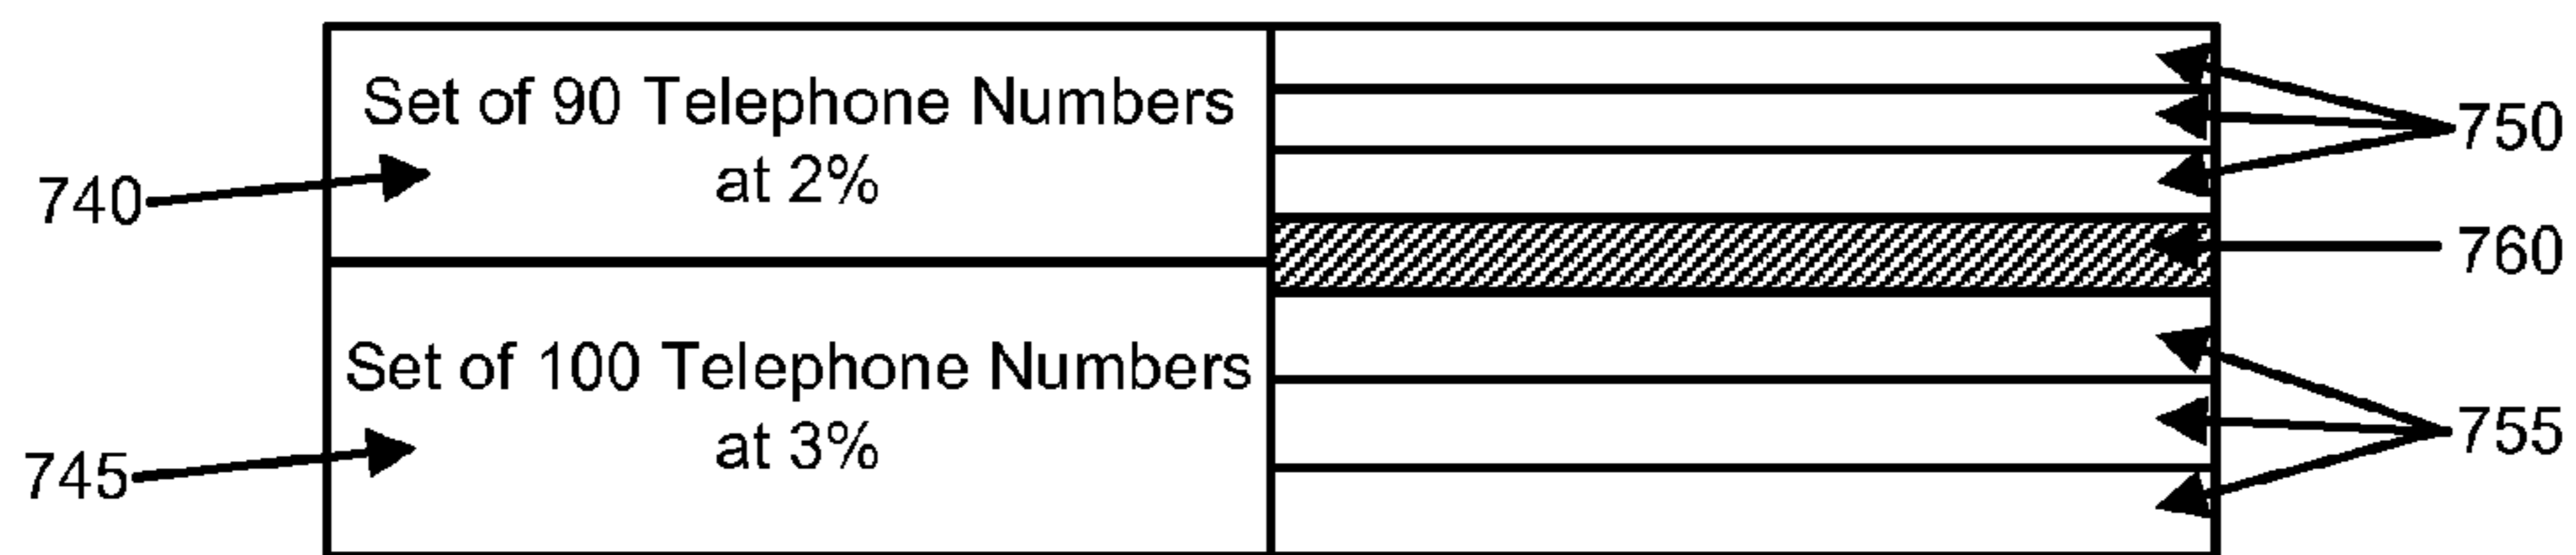 Set of 90 Telephone Numbers
at 2%
740
750
760
Set of 100 Telephone Numbers
at 3%
745
755